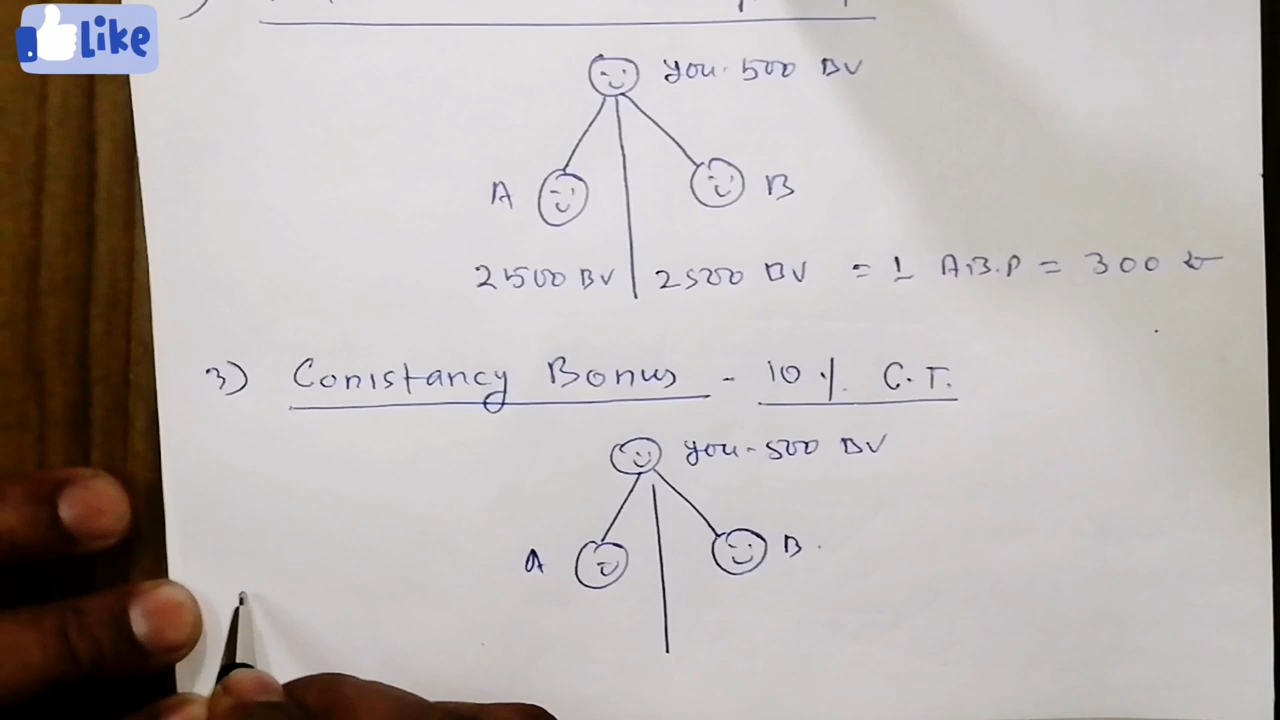 Like
You - 500 BV
A B
2500 BV 2500 BV = 1 A.B.P = 300
3) Conistancy Bonus - 10 %. C.T.
You - 500 BV
A B.